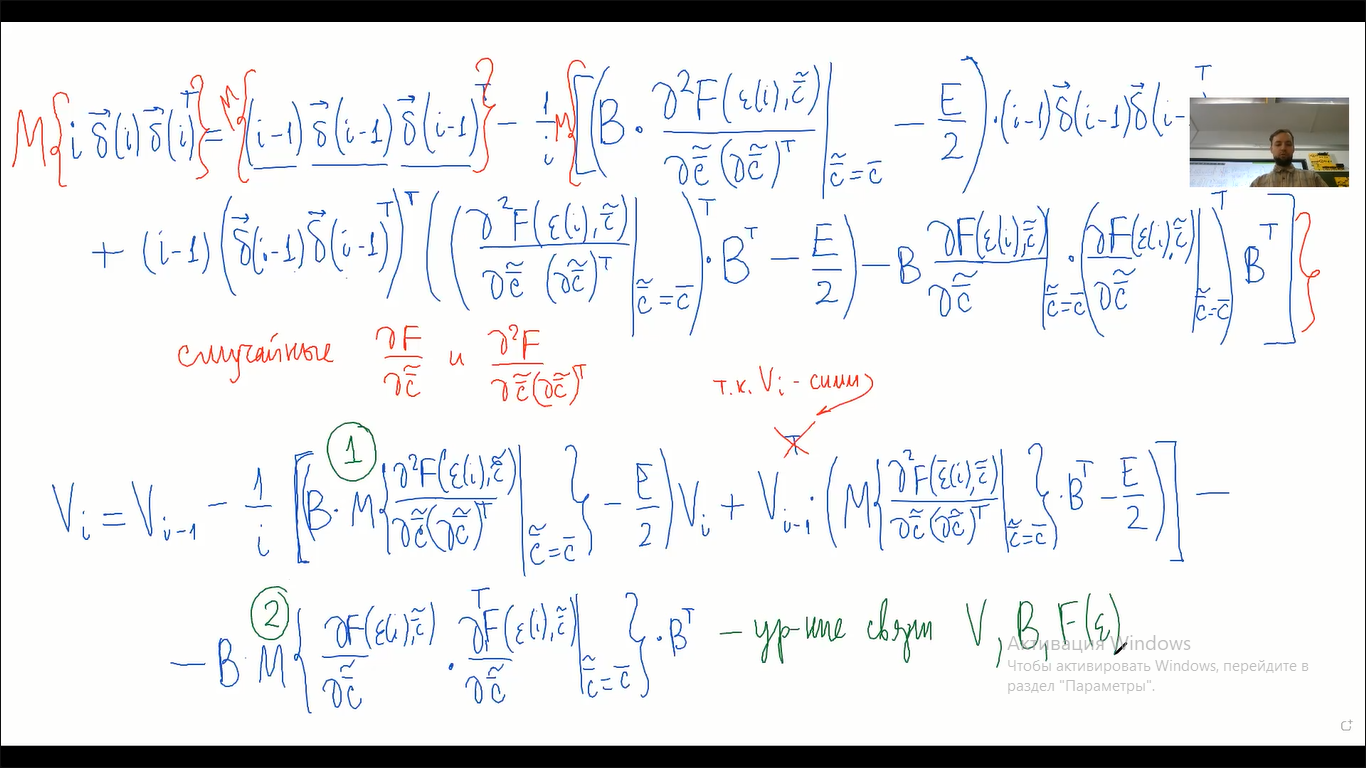 M{i δ⃗(i) δ⃗(i)ᵀ} = M{(i-1) δ⃗(i-1) δ⃗(i-1)ᵀ} - 1/i M{[(B · ∂²F(ε(i), c̃)/∂c̃(∂c̃)ᵀ |c̃=c̄ - E/2) · (i-1) δ⃗(i-1) δ⃗(i-
+ (i-1) (δ⃗(i-1) δ⃗(i-1)ᵀ)ᵀ ((∂²F(ε(i), c̃)/∂c̃(∂c̃)ᵀ |c̃=c̄)ᵀ · Bᵀ - E/2) - B ∂F(ε(i), c̃)/∂c̃ |c̃=c̄ · (∂F(ε(i), c̃)/∂c̃ |c̃=c̄)ᵀ Bᵀ]}
случайные ∂F/∂c̃ и ∂²F/∂c̃(∂c̃)ᵀ
т.к. Vᵢ - симм
Vᵢ = Vᵢ₋₁ - 1/i [(B · M{∂²F(ε(i), c̃)/∂c̃(∂c̃)ᵀ |c̃=c̄} - E/2) Vᵢ + Vᵢ₋₁ᵀ · (M{∂²F(ε(i), c̃)/∂c̃(∂c̃)ᵀ |c̃=c̄} · Bᵀ - E/2)] -
1
- B M{∂F(ε(i), c̃)/∂c̃ · ∂ᵀF(ε(i), c̃)/∂c̃ |c̃=c̄} · Bᵀ - ур-ние связи V, B, F(ε)
2
Активация Windows
Чтобы активировать Windows, перейдите в
раздел "Параметры".